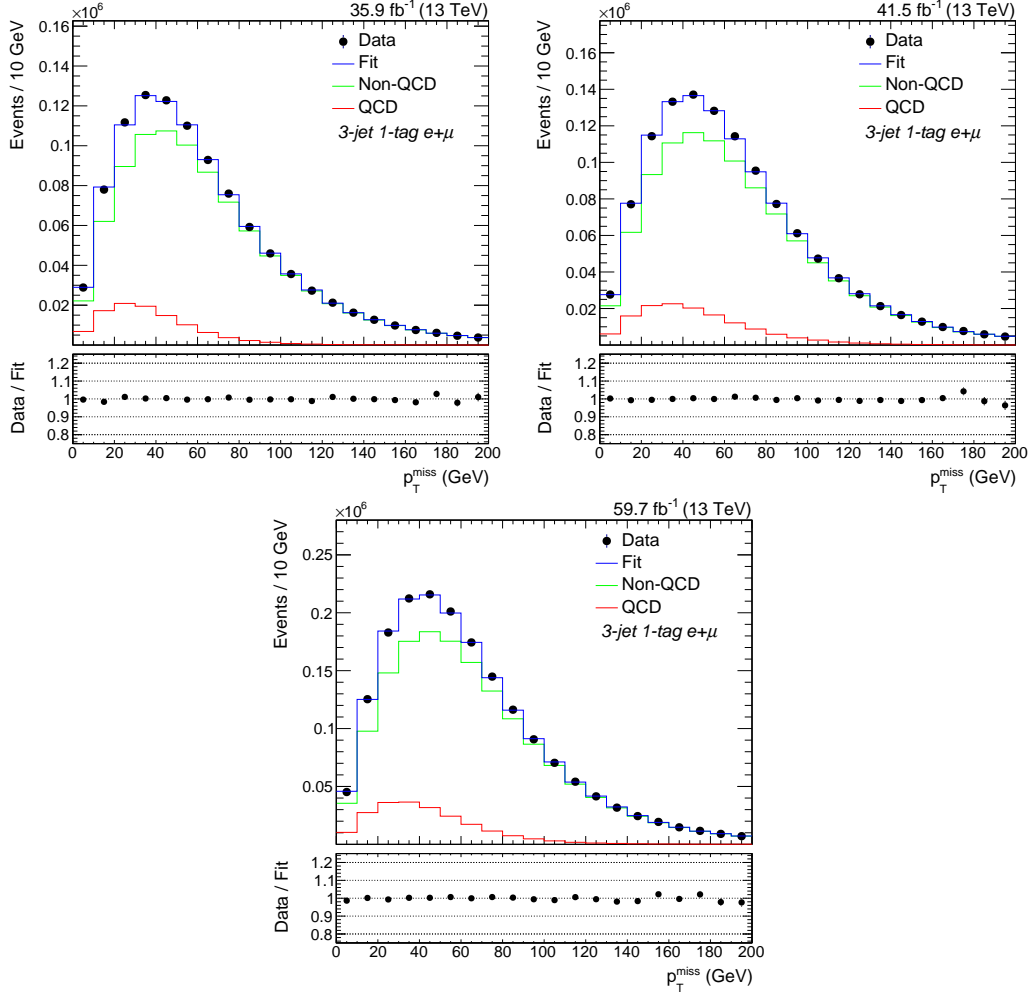 ×10⁶
35.9 fb⁻¹ (13 TeV)
Events / 10 GeV
0.16
0.14
0.12
0.1
0.08
0.06
0.04
0.02
Data
Fit
Non-QCD
QCD
3-jet 1-tag e+μ
Data / Fit
1.2
1.1
1
0.9
0.8
0 20 40 60 80 100 120 140 160 180 200
p_T^miss (GeV)
×10⁶
41.5 fb⁻¹ (13 TeV)
Events / 10 GeV
0.16
0.14
0.12
0.1
0.08
0.06
0.04
0.02
Data
Fit
Non-QCD
QCD
3-jet 1-tag e+μ
Data / Fit
1.2
1.1
1
0.9
0.8
0 20 40 60 80 100 120 140 160 180 200
p_T^miss (GeV)
×10⁶
59.7 fb⁻¹ (13 TeV)
Events / 10 GeV
0.25
0.2
0.15
0.1
0.05
Data
Fit
Non-QCD
QCD
3-jet 1-tag e+μ
Data / Fit
1.2
1.1
1
0.9
0.8
0 20 40 60 80 100 120 140 160 180 200
p_T^miss (GeV)